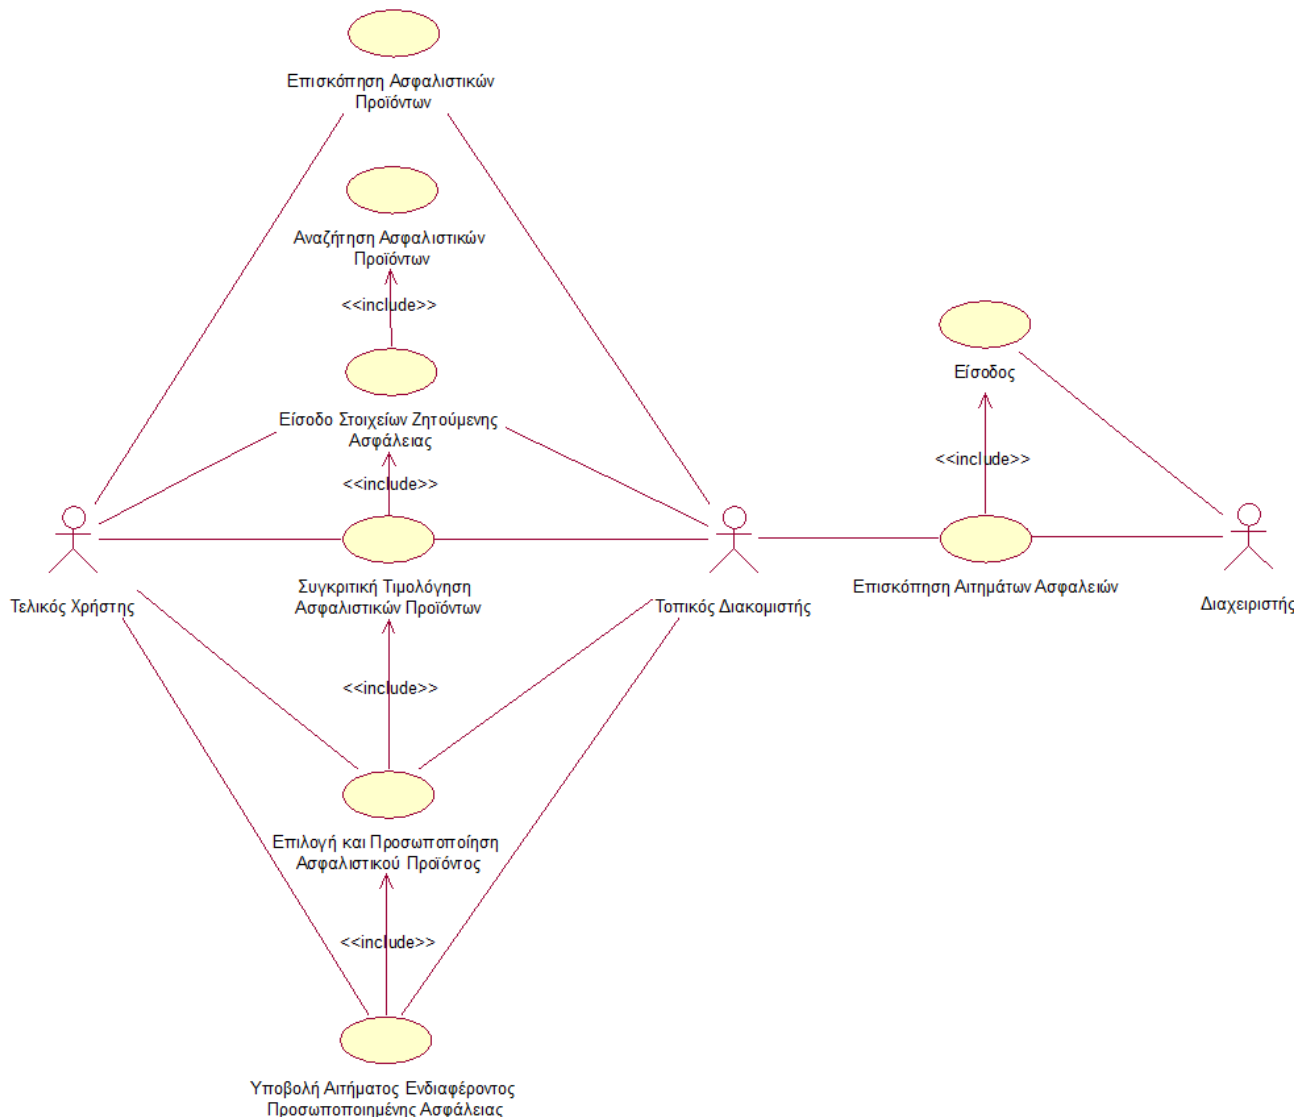 Επισκόπηση Ασφαλιστικών
Προϊόντων
Αναζήτηση Ασφαλιστικών
Προϊόντων
<<include>>
Είσοδος
Είσοδο Στοιχείων Ζητούμενης
Ασφάλειας
<<include>>
<<include>>
Συγκριτική Τιμολόγηση
Ασφαλιστικών Προϊόντων
Επισκόπηση Αιτημάτων Ασφαλειών
Τελικός Χρήστης
Τοπικός Διακομιστής
Διαχειριστής
<<include>>
Επιλογή και Προσωποποίηση
Ασφαλιστικού Προϊόντος
<<include>>
Υποβολή Αιτήματος Ενδιαφέροντος
Προσωποποιημένης Ασφάλειας